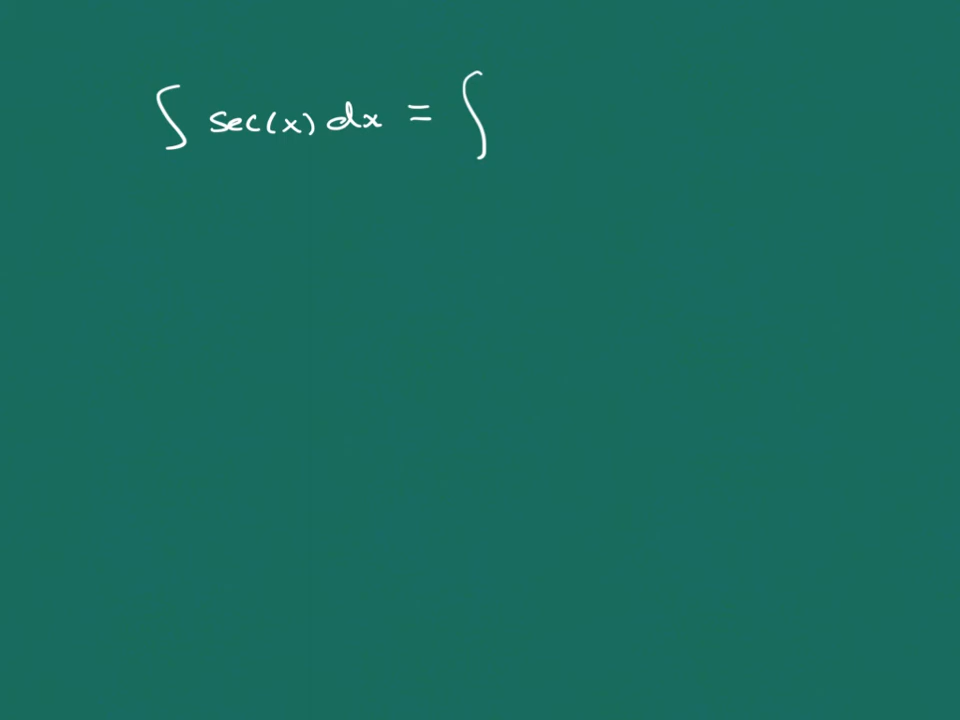 ∫ sec(x) dx = ∫